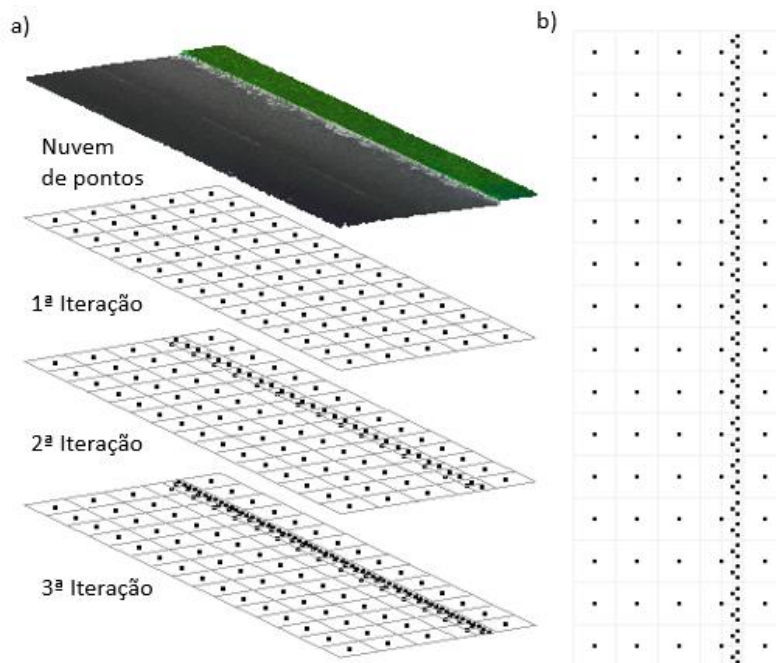 a)
b)
Nuvem
de pontos
1ª Iteração
2ª Iteração
3ª Iteração